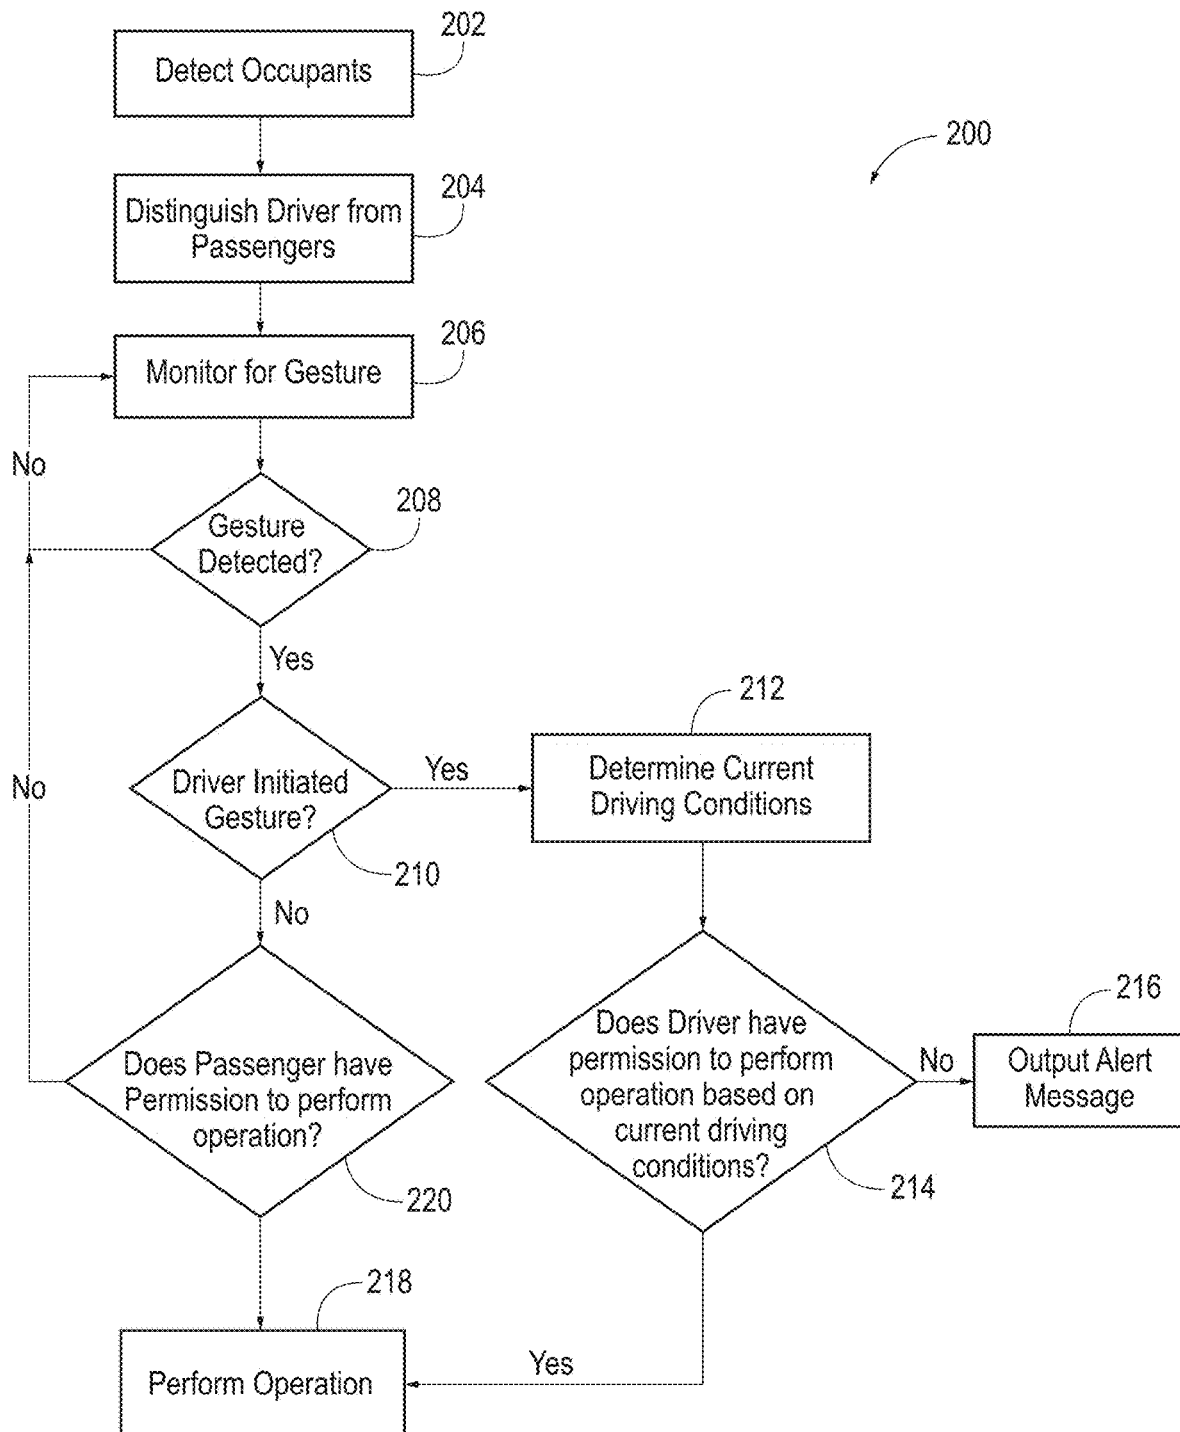 202
Detect Occupants
200
204
Distinguish Driver from
Passengers
206
Monitor for Gesture
No
208
Gesture
Detected?
Yes
212
Driver Initiated
Gesture?
Yes
Determine Current
Driving Conditions
No
210
No
216
Does Passenger have
Permission to perform
operation?
Does Driver have
permission to perform
operation based on
current driving
conditions?
No
Output Alert
Message
220
214
218
Perform Operation
Yes